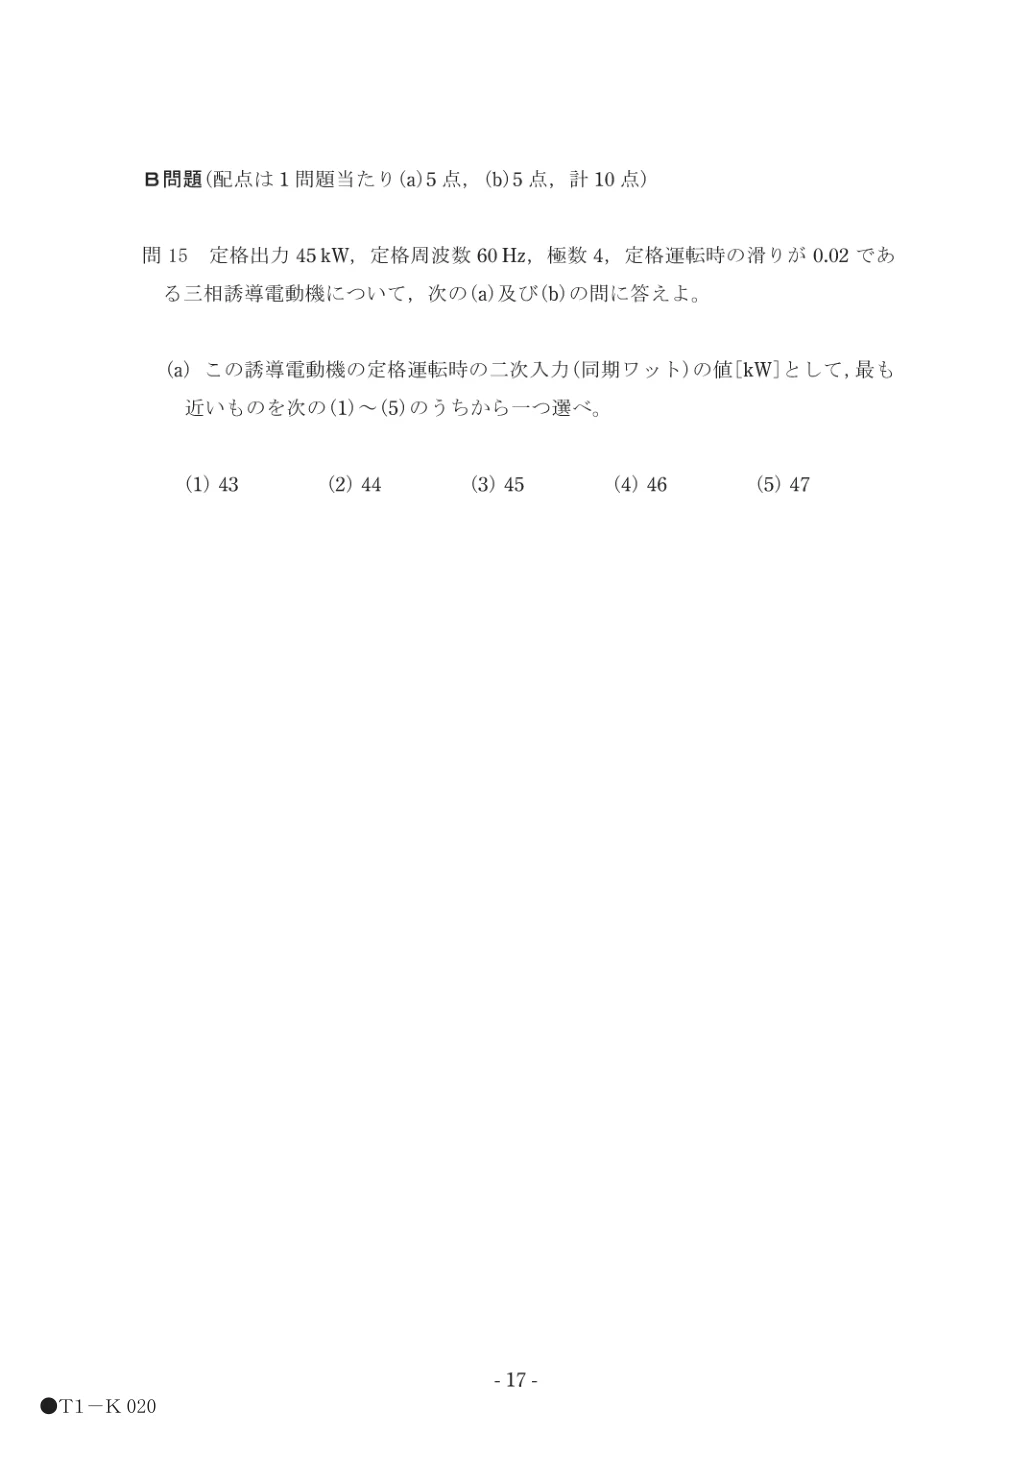 B問題(配点は1問題当たり(a)5点，(b)5点，計10点)
問15　定格出力45kW，定格周波数60Hz，極数4，定格運転時の滑りが0.02であ
る三相誘導電動機について，次の(a)及び(b)の問に答えよ。
(a) この誘導電動機の定格運転時の二次入力(同期ワット)の値[kW]として,最も
近いものを次の(1)～(5)のうちから一つ選べ。
(1) 43　(2) 44　(3) 45　(4) 46　(5) 47
- 17 -
●T1－K 020